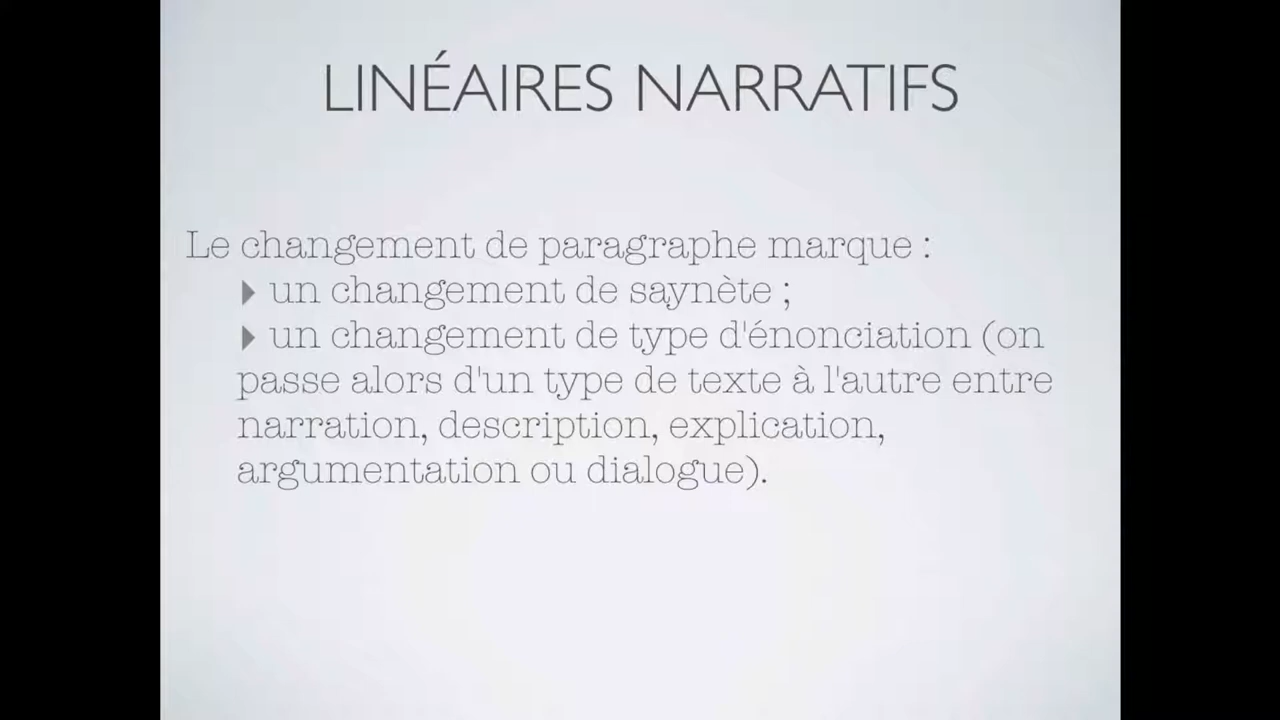 LINÉAIRES NARRATIFS
Le changement de paragraphe marque :
un changement de saynète ;
un changement de type d'énonciation (on
passe alors d'un type de texte à l'autre entre
narration, description, explication,
argumentation ou dialogue).